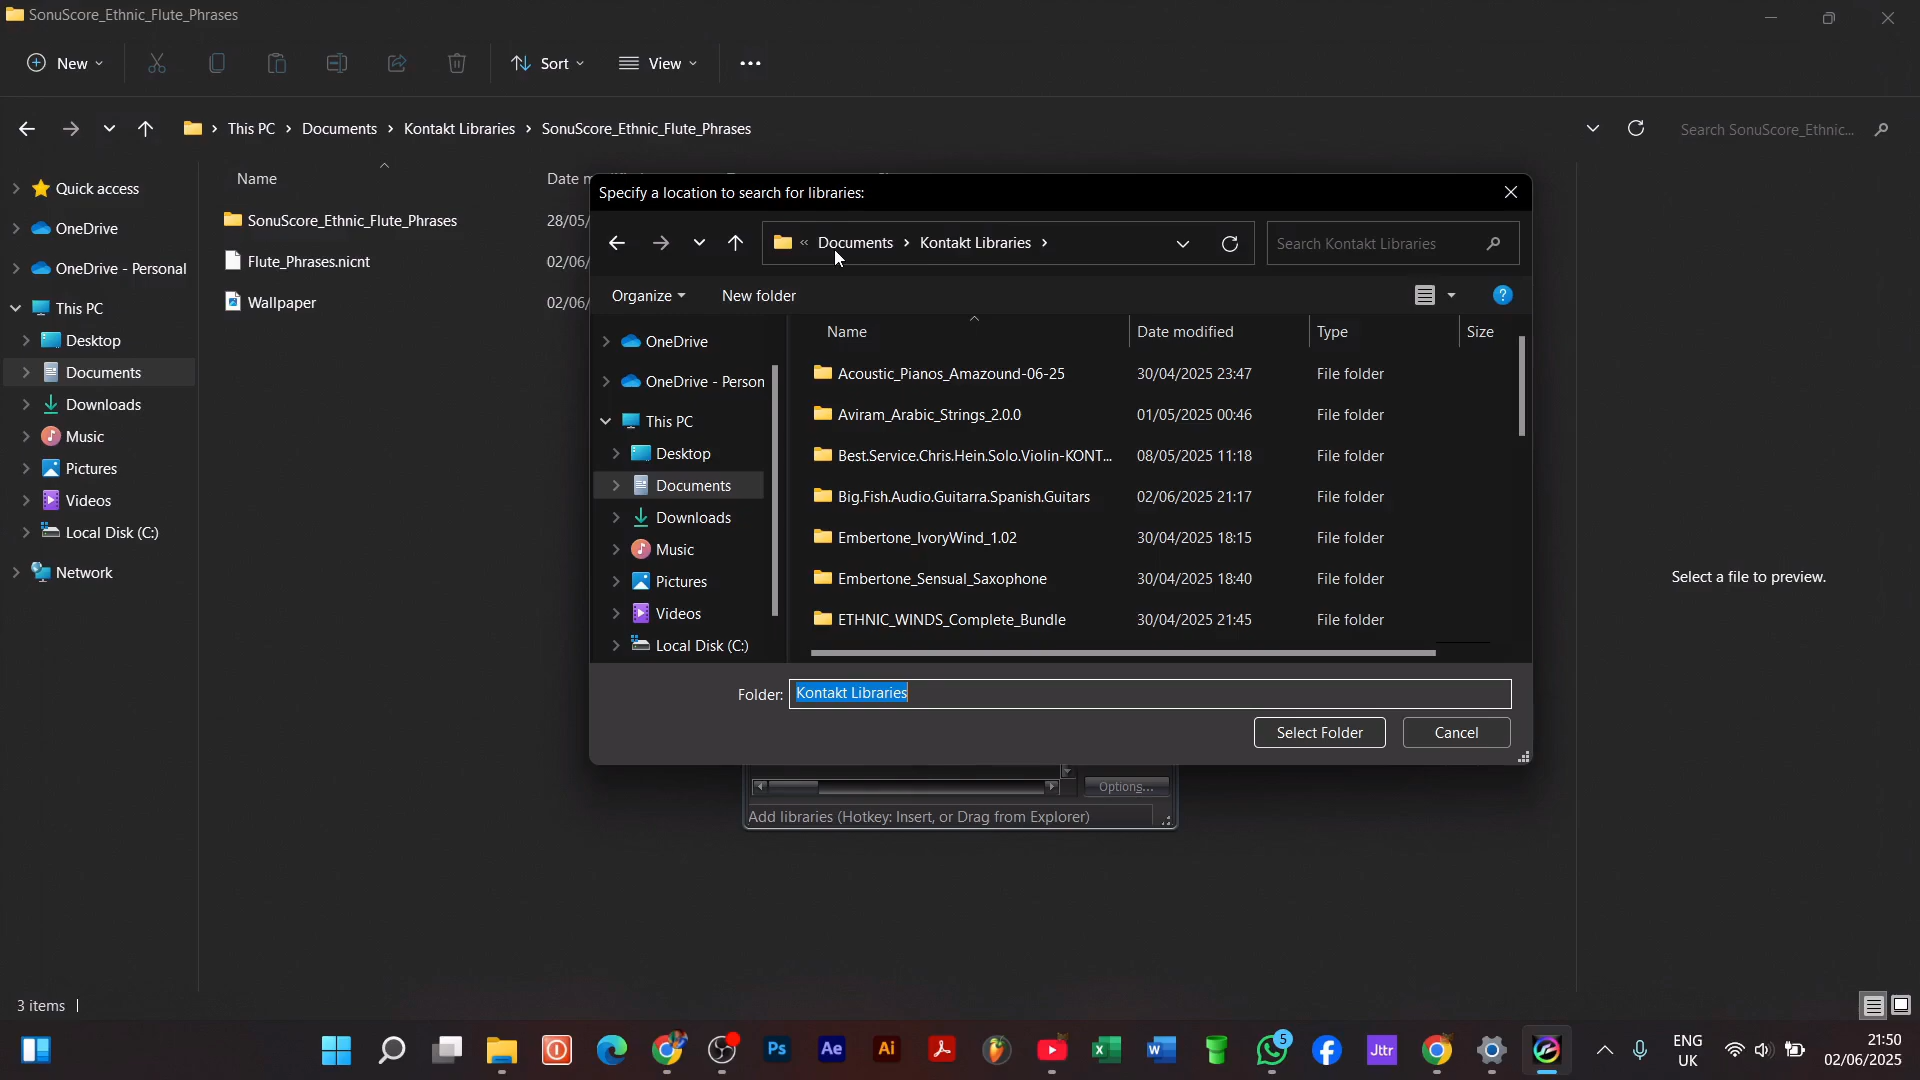 SonuScore_Ethnic_Flute_Phrases
New
Sort
View
This PC
Documents
Kontakt Libraries
SonuScore_Ethnic_Flute_Phrases
Search SonuScore_Ethnic...
Name
Quick access
OneDrive
OneDrive - Personal
This PC
Desktop
Documents
Downloads
Music
Pictures
Videos
Local Disk (C:)
Network
SonuScore_Ethnic_Flute_Phrases
28/05/
Flute_Phrases.nicnt
02/06/
Wallpaper
02/06/
Specify a location to search for libraries:
« Documents
Kontakt Libraries
Search Kontakt Libraries
Organize
New folder
OneDrive
OneDrive - Person
This PC
Desktop
Documents
Downloads
Music
Pictures
Videos
Local Disk (C:)
Name
Date modified
Type
Size
Acoustic_Pianos_Amazound-06-25
30/04/2025 23:47
File folder
Aviram_Arabic_Strings_2.0.0
01/05/2025 00:46
File folder
Best.Service.Chris.Hein.Solo.Violin-KONT...
08/05/2025 11:18
File folder
Big.Fish.Audio.Guitarra.Spanish.Guitars
02/06/2025 21:17
File folder
Embertone_IvoryWind_1.02
30/04/2025 18:15
File folder
Embertone_Sensual_Saxophone
30/04/2025 18:40
File folder
ETHNIC_WINDS_Complete_Bundle
30/04/2025 21:45
File folder
Folder:
Kontakt Libraries
Select Folder
Cancel
Options...
Add libraries (Hotkey: Insert, or Drag from Explorer)
Select a file to preview.
3 items
Ps
Ae
Ai
5
Jttr
ENG
UK
21:50
02/06/2025